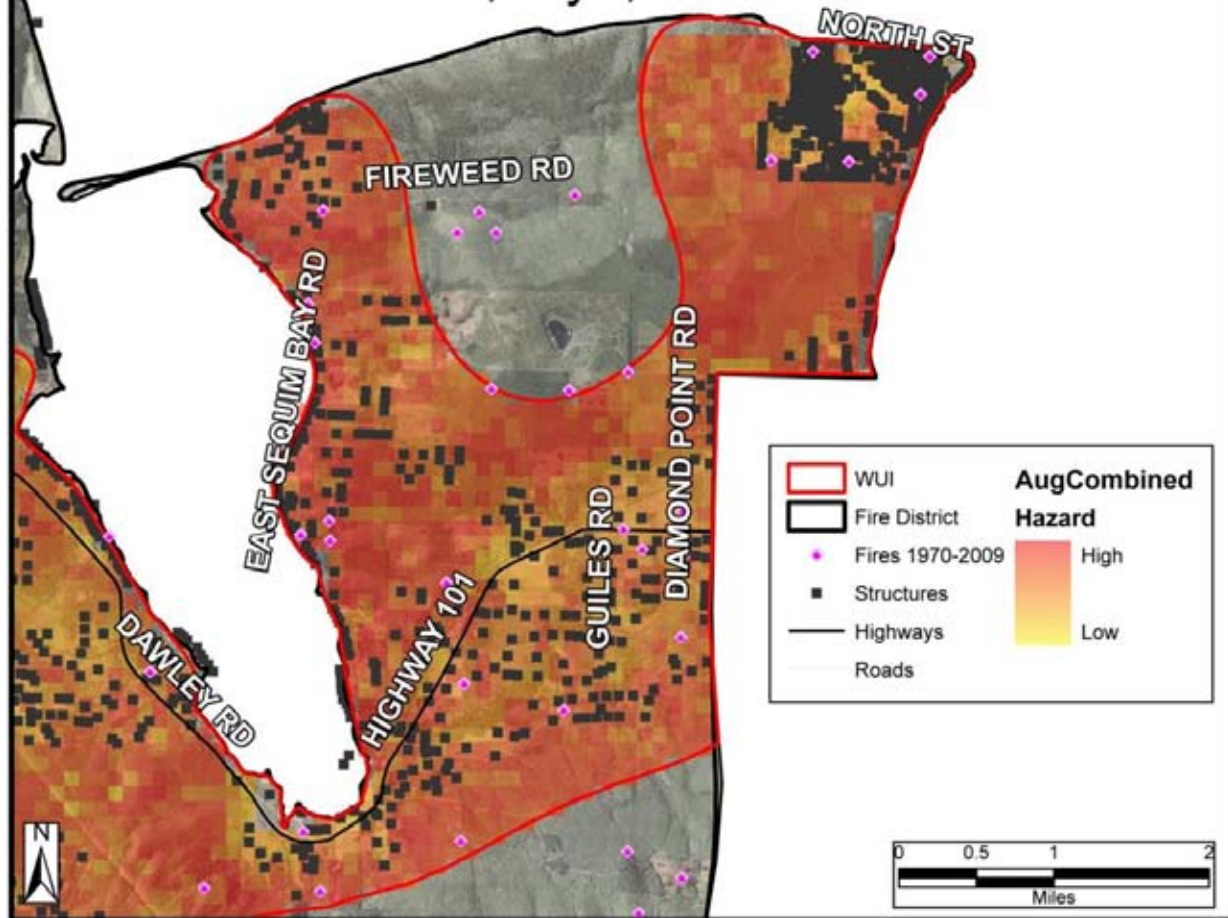 NORTH ST
FIREWEED RD
EAST SEQUIM BAY RD
DIAMOND POINT RD
GUILES RD
HIGHWAY 101
DAWLEY RD
WUI
Fire District
Fires 1970-2009
Structures
Highways
Roads
AugCombined
Hazard
High
Low
N
0 0.5 1 2
Miles